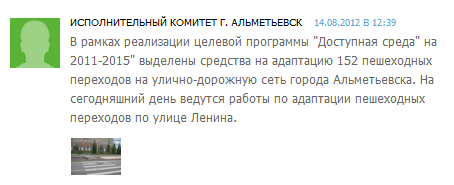 ИСПОЛНИТЕЛЬНЫЙ КОМИТЕТ Г. АЛЬМЕТЬЕВСК 14.08.2012 В 12:39
В рамках реализации целевой программы "Доступная среда" на
2011-2015" выделены средства на адаптацию 152 пешеходных
переходов на улично-дорожную сеть города Альметьевска. На
сегодняшний день ведутся работы по адаптации пешеходных
переходов по улице Ленина.